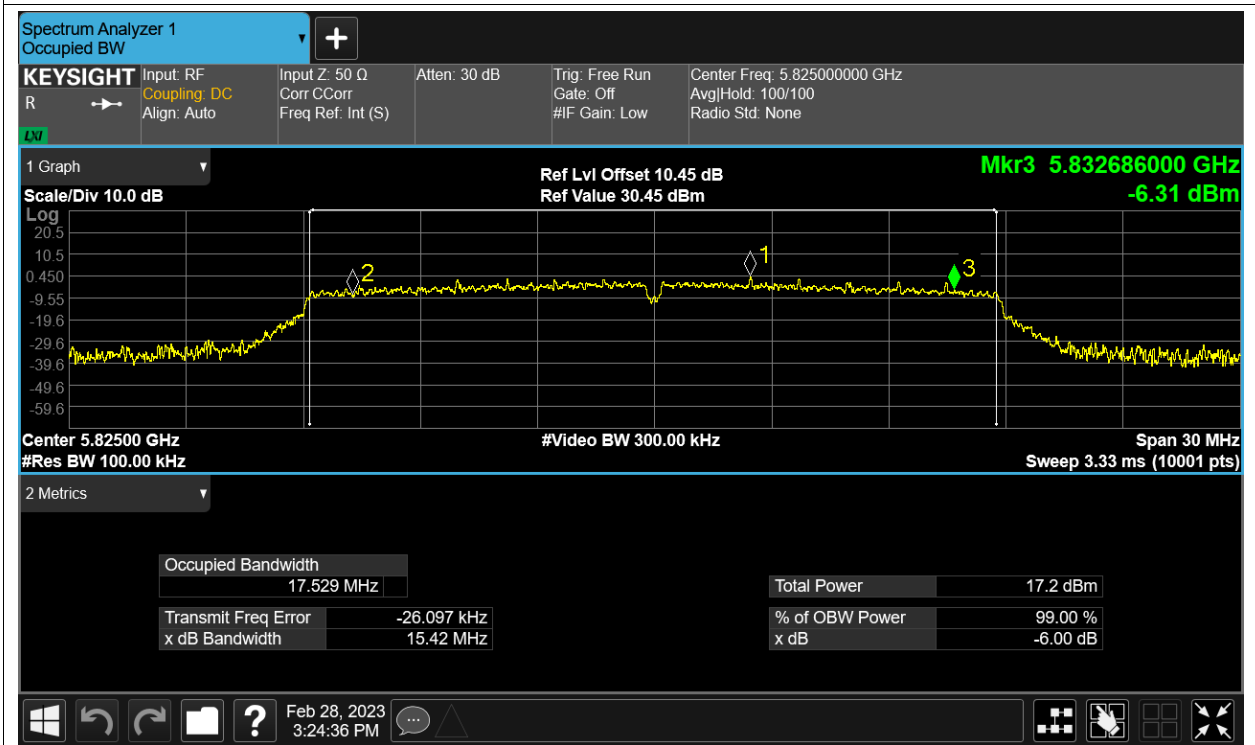 Spectrum Analyzer 1
Occupied BW
KEYSIGHT
R
LXI
Input: RF
Coupling: DC
Align: Auto
Input Z: 50 Ω
Corr CCorr
Freq Ref: Int (S)
Atten: 30 dB
Trig: Free Run
Gate: Off
#IF Gain: Low
Center Freq: 5.825000000 GHz
Avg|Hold: 100/100
Radio Std: None
1 Graph
Scale/Div 10.0 dB
Ref Lvl Offset 10.45 dB
Ref Value 30.45 dBm
Mkr3 5.832686000 GHz
-6.31 dBm
Log
20.5
10.5
0.450
-9.55
-19.6
-29.6
-39.6
-49.6
-59.6
2
1
3
Center 5.82500 GHz
#Res BW 100.00 kHz
#Video BW 300.00 kHz
Span 30 MHz
Sweep 3.33 ms (10001 pts)
2 Metrics
Occupied Bandwidth
17.529 MHz
Transmit Freq Error -26.097 kHz
x dB Bandwidth 15.42 MHz
Total Power 17.2 dBm
% of OBW Power 99.00 %
x dB -6.00 dB
Feb 28, 2023
3:24:36 PM